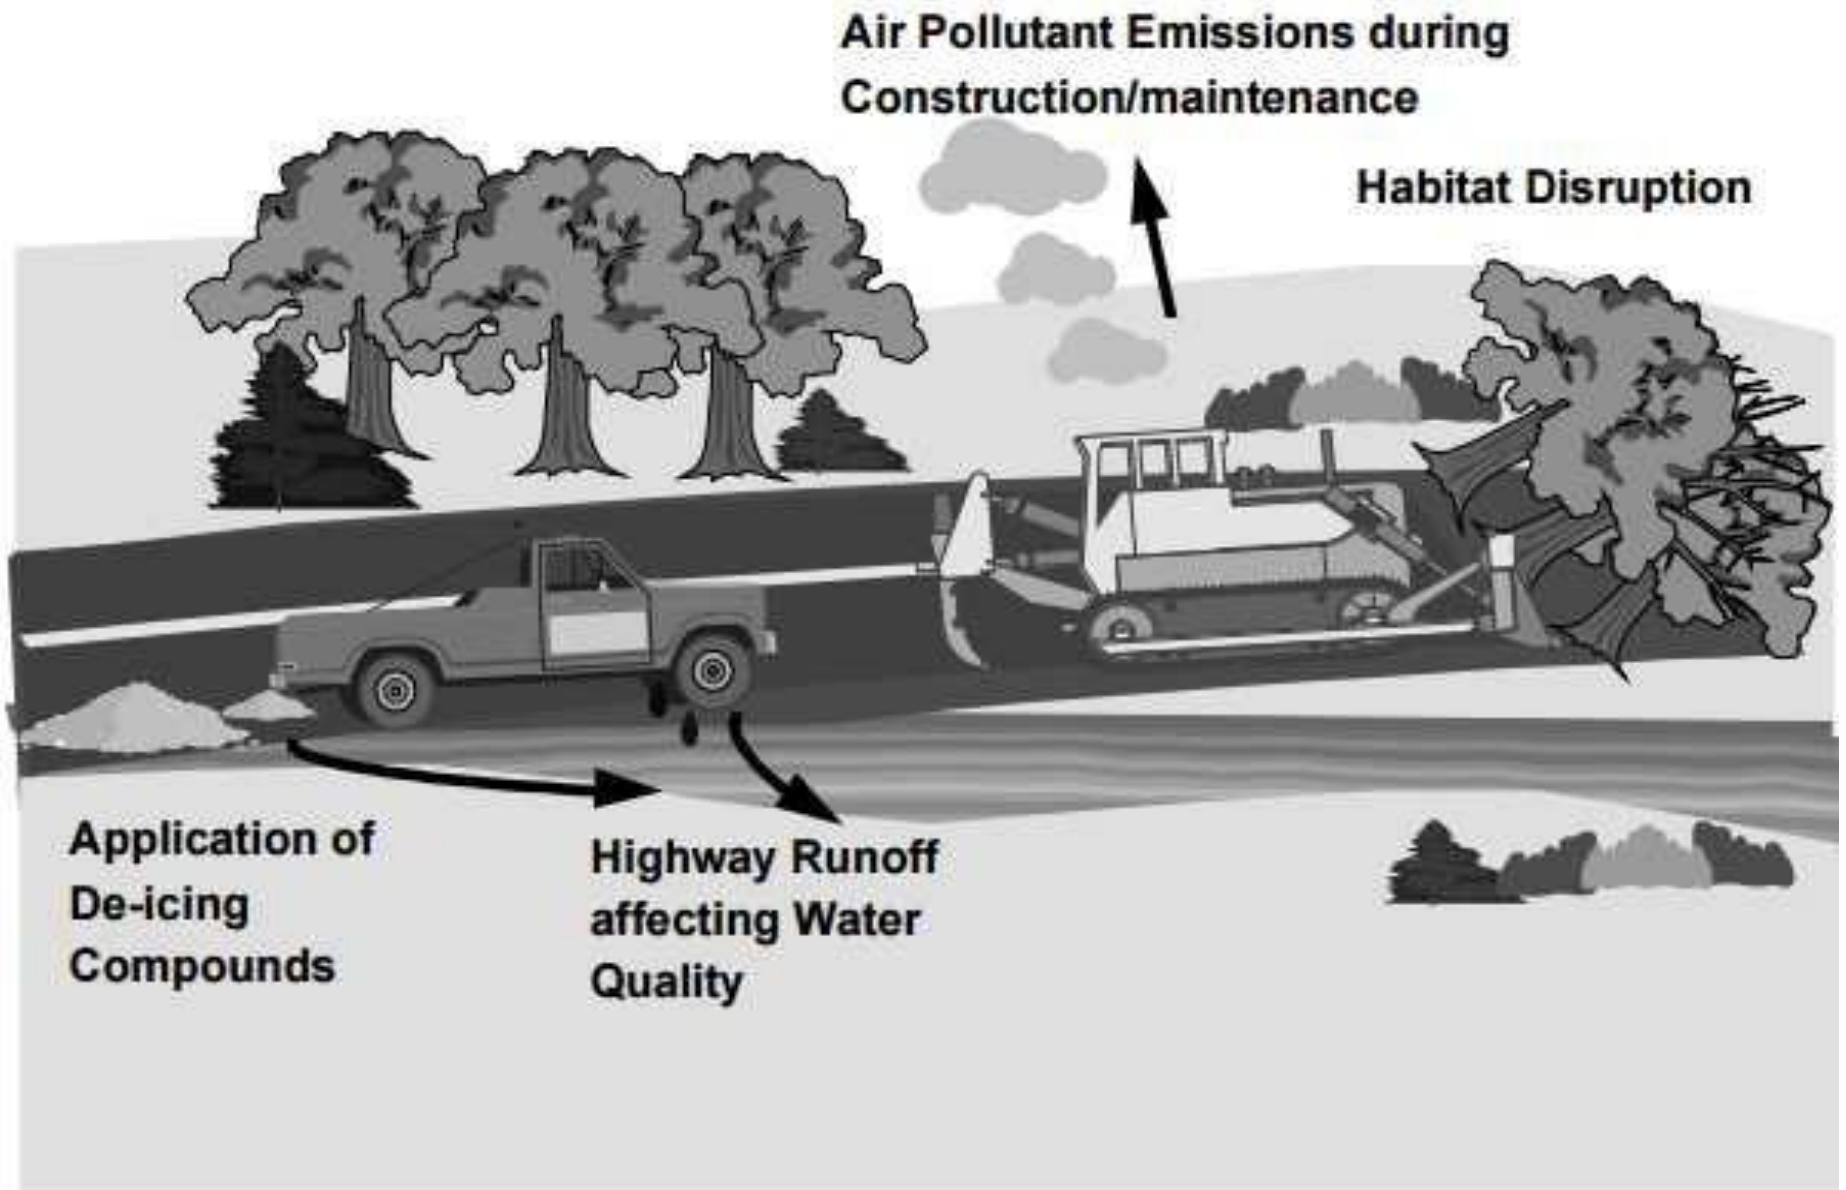 Air Pollutant Emissions during
Construction/maintenance
Habitat Disruption
Application of
De-icing
Compounds
Highway Runoff
affecting Water
Quality